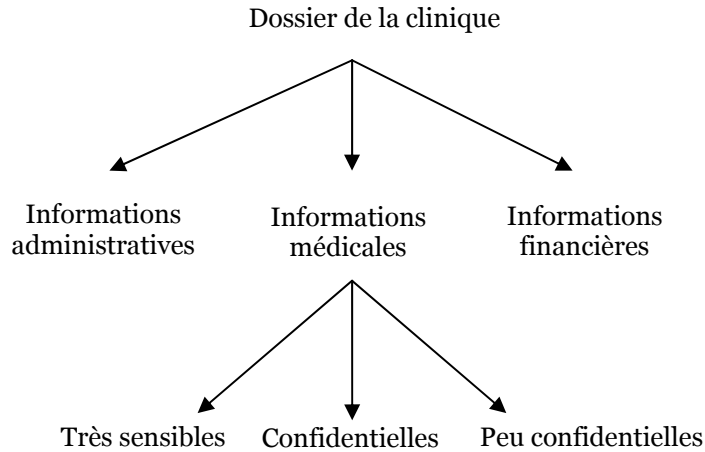 Dossier de la clinique
Informations
administratives
Informations
médicales
Informations
financières
Très sensibles
Confidentielles
Peu confidentielles